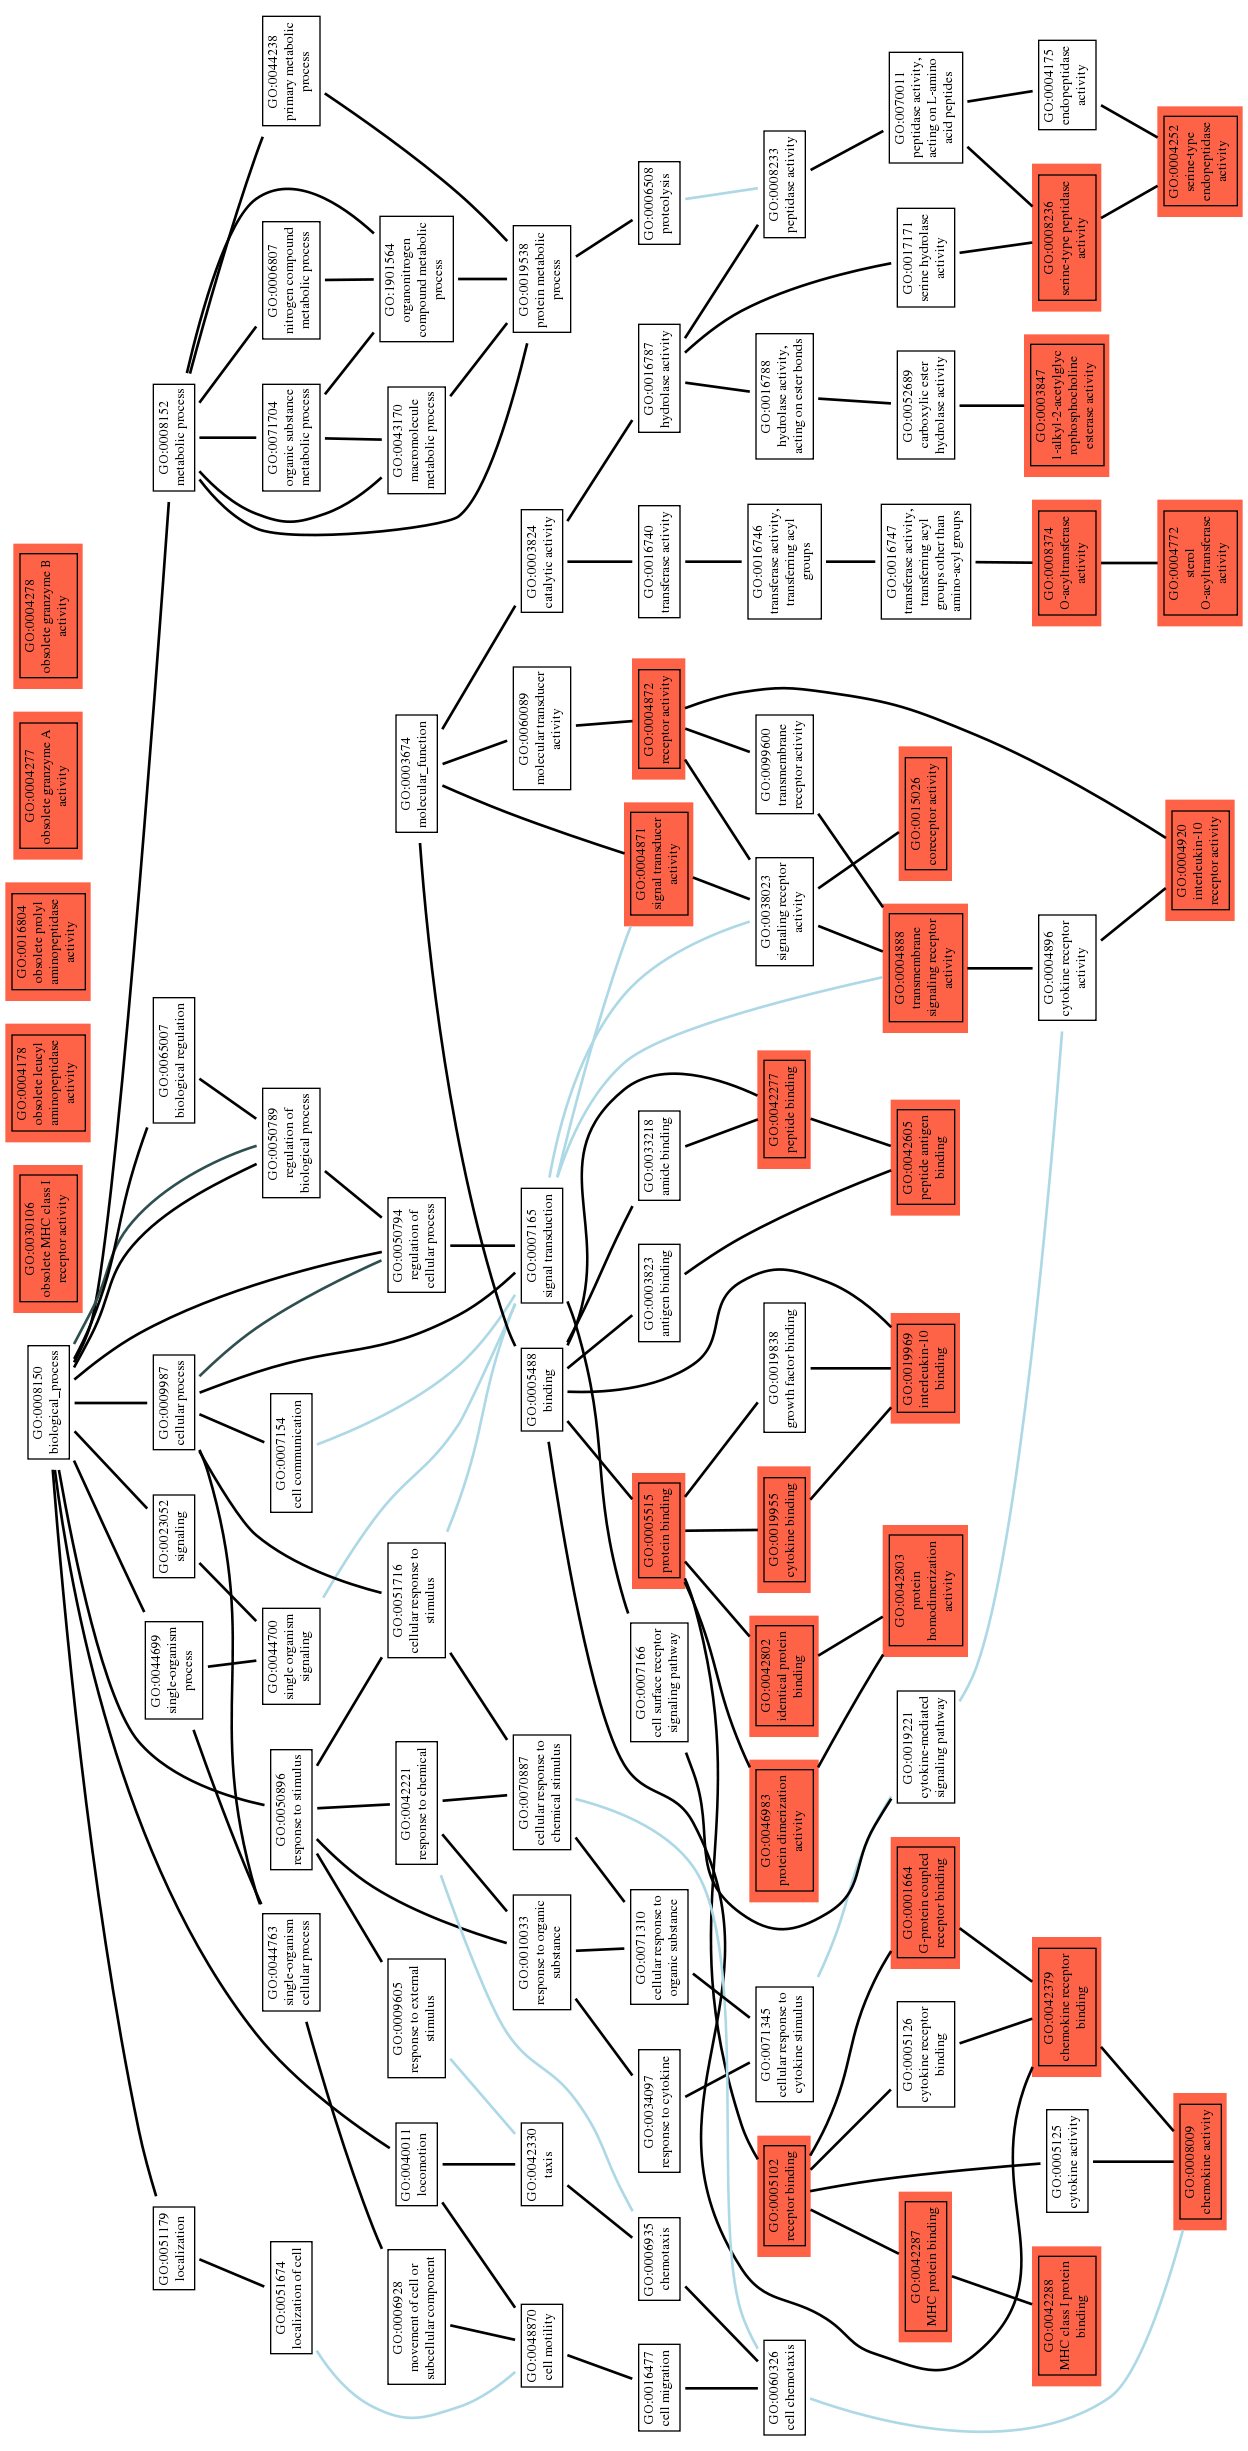 GO:0030106
obsolete MHC class I
receptor activity
GO:0004178
obsolete leucyl
aminopeptidase
activity
GO:0016804
obsolete prolyl
aminopeptidase
activity
GO:0004277
obsolete granzyme A
activity
GO:0004278
obsolete granzyme B
activity
GO:0008150
biological_process
GO:0051179
localization
GO:0044699
single-organism
process
GO:0023052
signaling
GO:0009987
cellular process
GO:0065007
biological regulation
GO:0008152
metabolic process
GO:0051674
localization of cell
GO:0044763
single-organism
cellular process
GO:0050896
response to stimulus
GO:0044700
single organism
signaling
GO:0007154
cell communication
GO:0050789
regulation of
biological process
GO:0071704
organic substance
metabolic process
GO:0006807
nitrogen compound
metabolic process
GO:0044238
primary metabolic
process
GO:0006928
movement of cell or
subcellular component
GO:0040011
locomotion
GO:0009605
response to external
stimulus
GO:0042221
response to chemical
GO:0051716
cellular response to
stimulus
GO:0050794
regulation of
cellular process
GO:0003674
molecular_function
GO:0043170
macromolecule
metabolic process
GO:1901564
organonitrogen
compound metabolic
process
GO:0048870
cell motility
GO:0042330
taxis
GO:0010033
response to organic
substance
GO:0070887
cellular response to
chemical stimulus
GO:0005488
binding
GO:0007165
signal transduction
GO:0060089
molecular transducer
activity
GO:0003824
catalytic activity
GO:0019538
protein metabolic
process
GO:0016477
cell migration
GO:0006935
chemotaxis
GO:0034097
response to cytokine
GO:0071310
cellular response to
organic substance
GO:0007166
cell surface receptor
signaling pathway
GO:0005515
protein binding
GO:0003823
antigen binding
GO:0033218
amide binding
GO:0004871
signal transducer
activity
GO:0004872
receptor activity
GO:0016740
transferase activity
GO:0016787
hydrolase activity
GO:0006508
proteolysis
GO:0060326
cell chemotaxis
GO:0005102
receptor binding
GO:0071345
cellular response to
cytokine stimulus
GO:0046983
protein dimerization
activity
GO:0042802
identical protein
binding
GO:0019955
cytokine binding
GO:0019838
growth factor binding
GO:0042277
peptide binding
GO:0038023
signaling receptor
activity
GO:0099600
transmembrane
receptor activity
GO:0016746
transferase activity,
transferring acyl
groups
GO:0016788
hydrolase activity,
acting on ester bonds
GO:0008233
peptidase activity
GO:0042287
MHC protein binding
GO:0005126
cytokine receptor
binding
GO:0001664
G-protein coupled
receptor binding
GO:0019221
cytokine-mediated
signaling pathway
GO:0042803
protein
homodimerization
activity
GO:0019969
interleukin-10
binding
GO:0042605
peptide antigen
binding
GO:0004888
transmembrane
signaling receptor
activity
GO:0015026
coreceptor activity
GO:0016747
transferase activity,
transferring acyl
groups other than
amino-acyl groups
GO:0052689
carboxylic ester
hydrolase activity
GO:0017171
serine hydrolase
activity
GO:0070011
peptidase activity,
acting on L-amino
acid peptides
GO:0042288
MHC class I protein
binding
GO:0005125
cytokine activity
GO:0042379
chemokine receptor
binding
GO:0004896
cytokine receptor
activity
GO:0008374
O-acyltransferase
activity
GO:0003847
1-alkyl-2-acetylglyc
rophosphocholine
esterase activity
GO:0008236
serine-type peptidase
activity
GO:0004175
endopeptidase
activity
GO:0008009
chemokine activity
GO:0004920
interleukin-10
receptor activity
GO:0004772
sterol
O-acyltransferase
activity
GO:0004252
serine-type
endopeptidase
activity